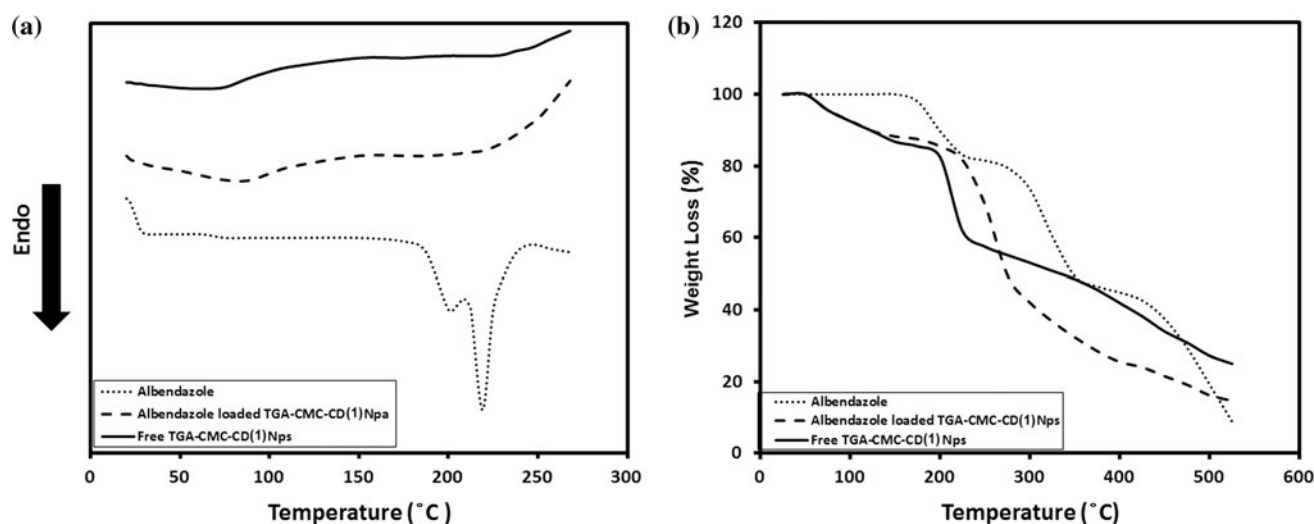 (a)
Endo
Albendazole
Albendazole loaded TGA-CMC-CD(1)Npa
Free TGA-CMC-CD(1)Nps
0 50 100 150 200 250 300
Temperature (˚C )
(b)
120
100
80
60
40
20
0
Weight Loss (%)
Albendazole
Albendazole loaded TGA-CMC-CD(1)Nps
Free TGA-CMC-CD(1)Nps
0 100 200 300 400 500 600
Temperature (˚C)